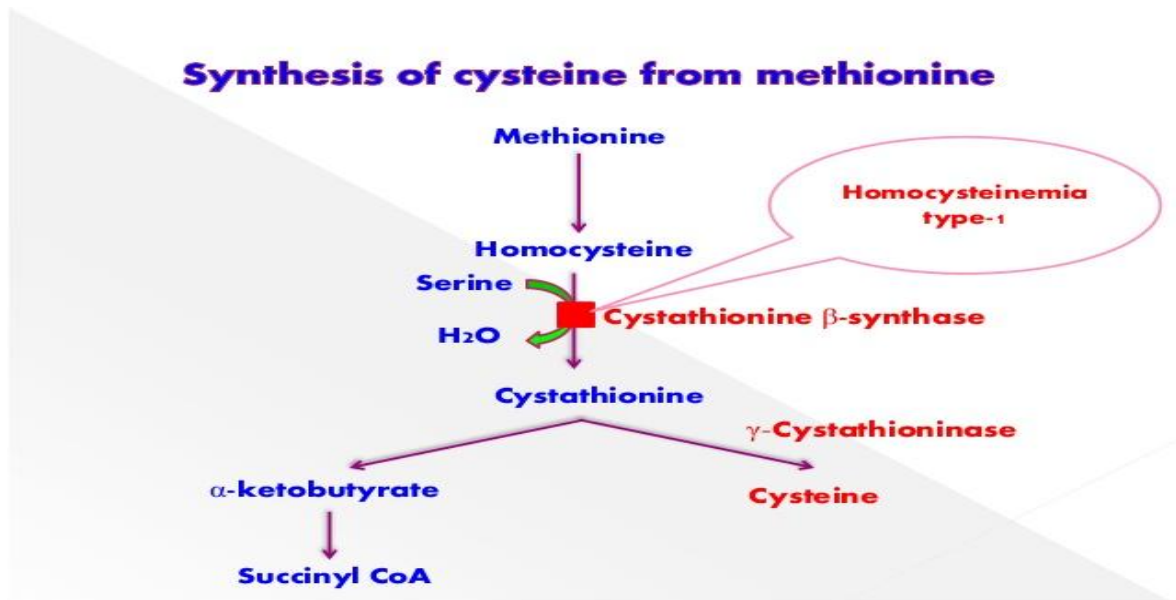 Synthesis of cysteine from methionine
Methionine
Homocysteinemia
type-1
Homocysteine
Serine
Cystathionine β-synthase
H2O
Cystathionine
γ-Cystathioninase
α-ketobutyrate
Cysteine
Succinyl CoA